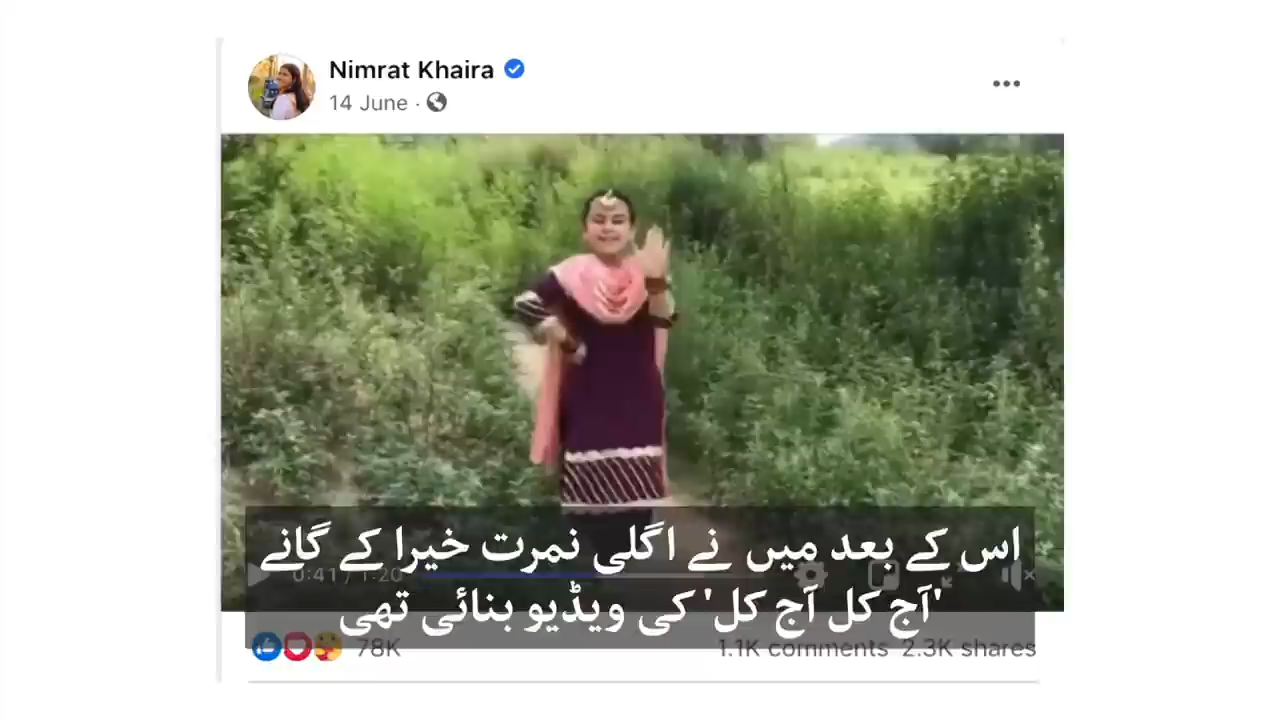 Nimrat Khaira
14 June ·
اس کے بعد میں نے اگلی نمرت خیرا کے گانے
0:41 / 1:20
'آج کل آج کل' کی ویڈیو بنائی تھی
78K 1.1K comments 2.3K shares